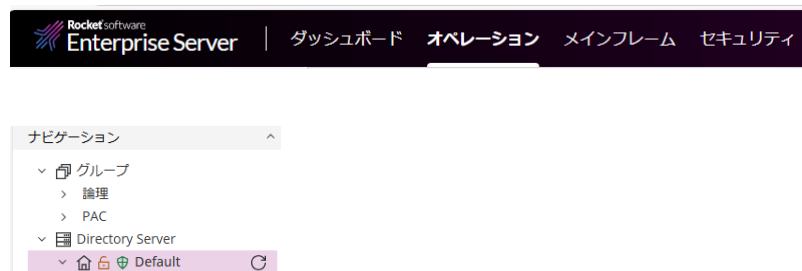 Rocket software
Enterprise Server ダッシュボード オペレーション メインフレーム セキュリティ
ナビゲーション
グループ
論理
PAC
Directory Server
Default